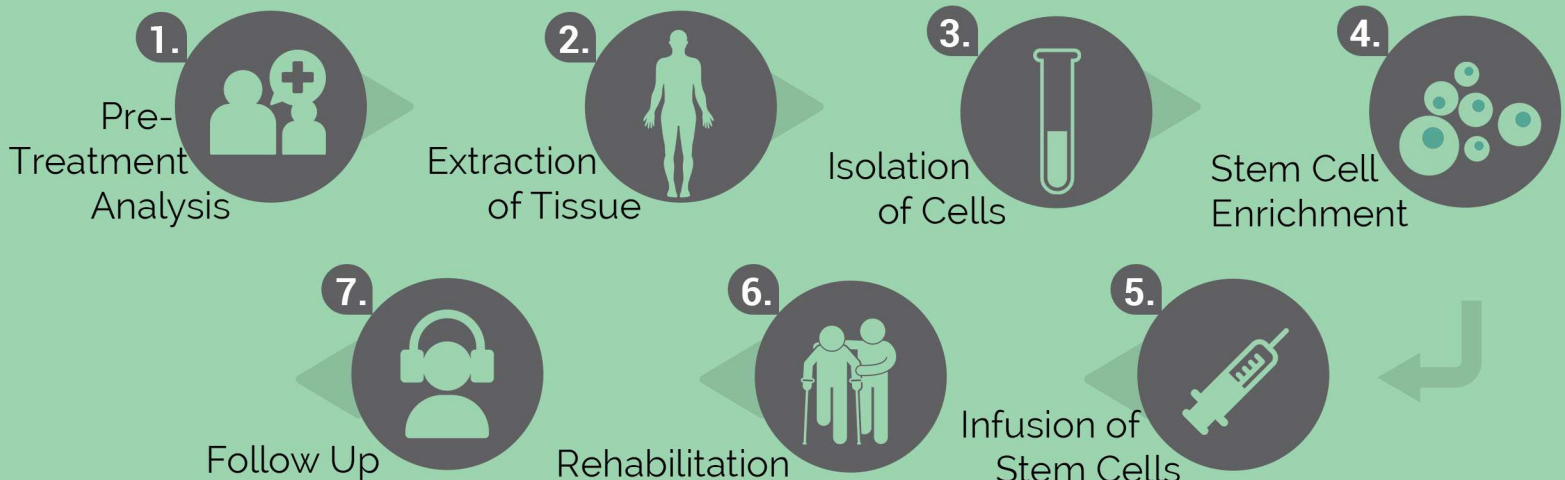 1.
Pre-
Treatment
Analysis
2.
Extraction
of Tissue
3.
Isolation
of Cells
4.
Stem Cell
Enrichment
5.
Infusion of
Stem Cells
6.
Rehabilitation
7.
Follow Up